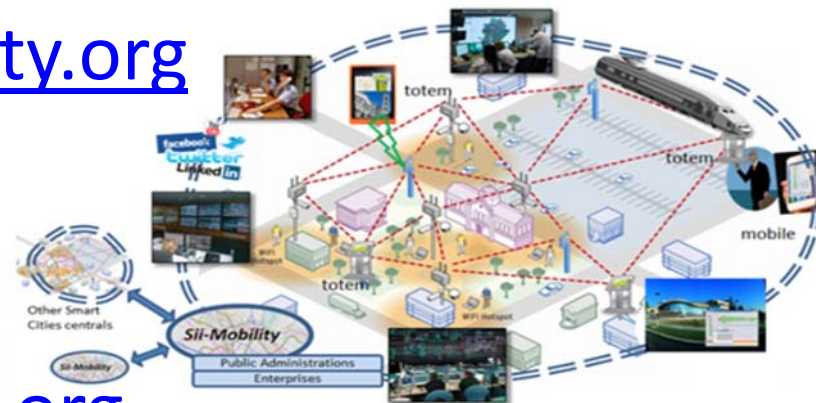 ty.org
totem
facebook
twitter
Linked in
totem
mobile
WiFi
Hotspot
totem
Other Smart
Cities centrals
WiFi Hotspot
Sii-Mobility
Public Administrations
Sii-Mobility
Enterprises
.org